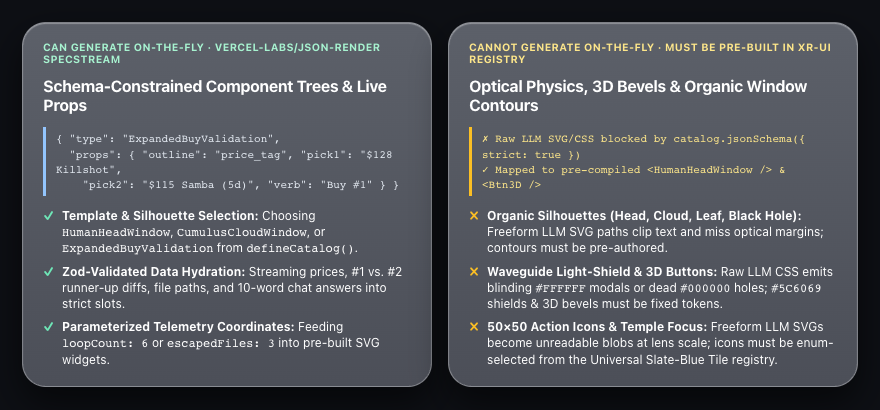 CAN GENERATE ON-THE-FLY · VERCEL-LABS/JSON-RENDER
SPECSTREAM
Schema-Constrained Component Trees & Live
Props
{ "type": "ExpandedBuyValidation",
"props": { "outline": "price_tag", "pick1": "$128
Killshot",
"pick2": "$115 Samba (5d)", "verb": "Buy #1" } }
✓ Template & Silhouette Selection: Choosing
HumanHeadWindow, CumulusCloudWindow, or
ExpandedBuyValidation from defineCatalog().
✓ Zod-Validated Data Hydration: Streaming prices, #1 vs. #2
runner-up diffs, file paths, and 10-word chat answers into
strict slots.
✓ Parameterized Telemetry Coordinates: Feeding
loopCount: 6 or escapedFiles: 3 into pre-built SVG
widgets.
CANNOT GENERATE ON-THE-FLY · MUST BE PRE-BUILT IN XR-UI
REGISTRY
Optical Physics, 3D Bevels & Organic Window
Contours
✗ Raw LLM SVG/CSS blocked by catalog.jsonSchema({
strict: true })
✓ Mapped to pre-compiled <HumanHeadWindow /> &
<Btn3D />
✕ Organic Silhouettes (Head, Cloud, Leaf, Black Hole):
Freeform LLM SVG paths clip text and miss optical margins;
contours must be pre-authored.
✕ Waveguide Light-Shield & 3D Buttons: Raw LLM CSS emits
blinding #FFFFFF modals or dead #000000 holes; #5C6069
shields & 3D bevels must be fixed tokens.
✕ 50×50 Action Icons & Temple Focus: Freeform LLM SVGs
become unreadable blobs at lens scale; icons must be enum-
selected from the Universal Slate-Blue Tile registry.